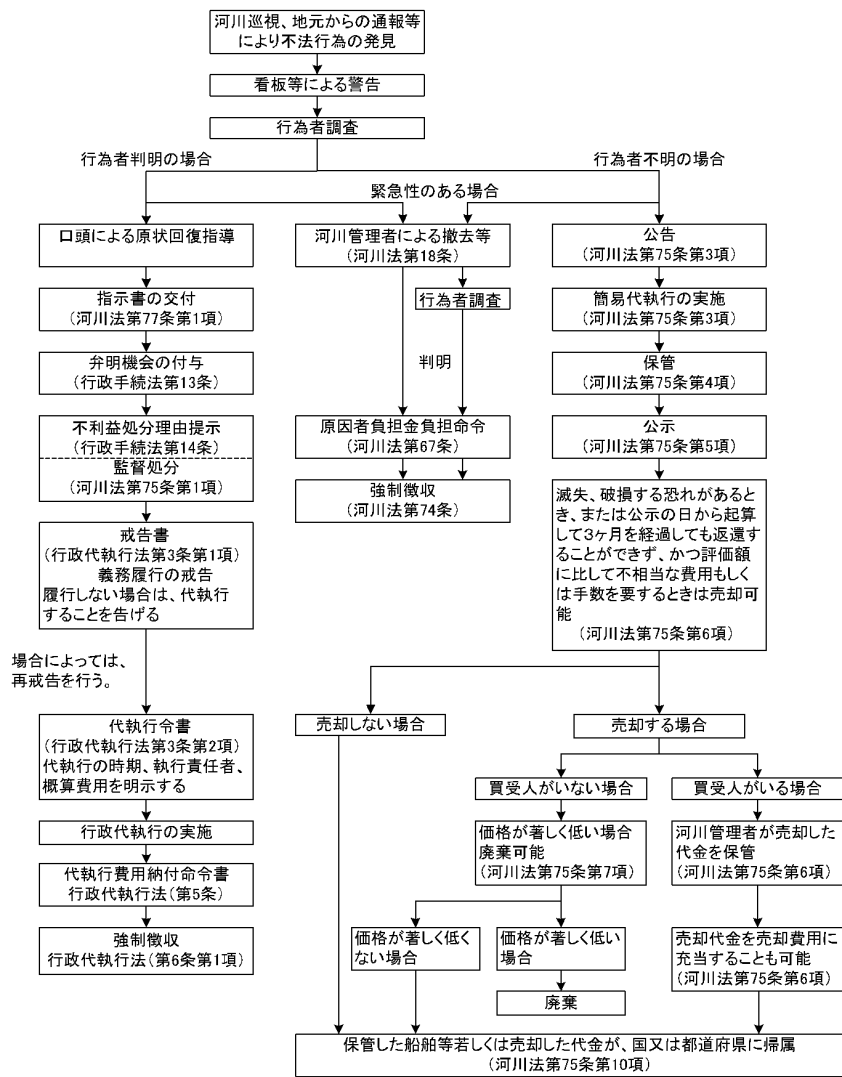 河川巡視、地元からの通報等
により不法行為の発見
看板等による警告
行為者調査
行為者判明の場合
行為者不明の場合
緊急性のある場合
口頭による原状回復指導
指示書の交付
(河川法第77条第1項)
弁明機会の付与
(行政手続法第13条)
不利益処分理由提示
(行政手続法第14条)
監督処分
(河川法第75条第1項)
戒告書
(行政代執行法第3条第1項)
義務履行の戒告
履行しない場合は、代執行
することを告げる
場合によっては、
再戒告を行う。
代執行令書
(行政代執行法第3条第2項)
代執行の時期、執行責任者、
概算費用を明示する
行政代執行の実施
代執行費用納付命令書
行政代執行法(第5条)
強制徴収
行政代執行法(第6条第1項)
河川管理者による撤去等
(河川法第18条)
行為者調査
判明
原因者負担金負担命令
(河川法第67条)
強制徴収
(河川法第74条)
公告
(河川法第75条第3項)
簡易代執行の実施
(河川法第75条第3項)
保管
(河川法第75条第4項)
公示
(河川法第75条第5項)
滅失、破損する恐れがあると
き、または公示の日から起算
して3ヶ月を経過しても返還す
ることができず、かつ評価額
に比して不相当な費用もしく
は手数を要するときは売却可
能
(河川法第75条第6項)
売却しない場合
売却する場合
買受人がいない場合
買受人がいる場合
価格が著しく低い場合
廃棄可能
(河川法第75条第7項)
河川管理者が売却した
代金を保管
(河川法第75条第6項)
価格が著しく低く
ない場合
価格が著しく低い
場合
廃棄
売却代金を売却費用に
充当することも可能
(河川法第75条第6項)
保管した船舶等若しくは売却した代金が、国又は都道府県に帰属
(河川法第75条第10項)